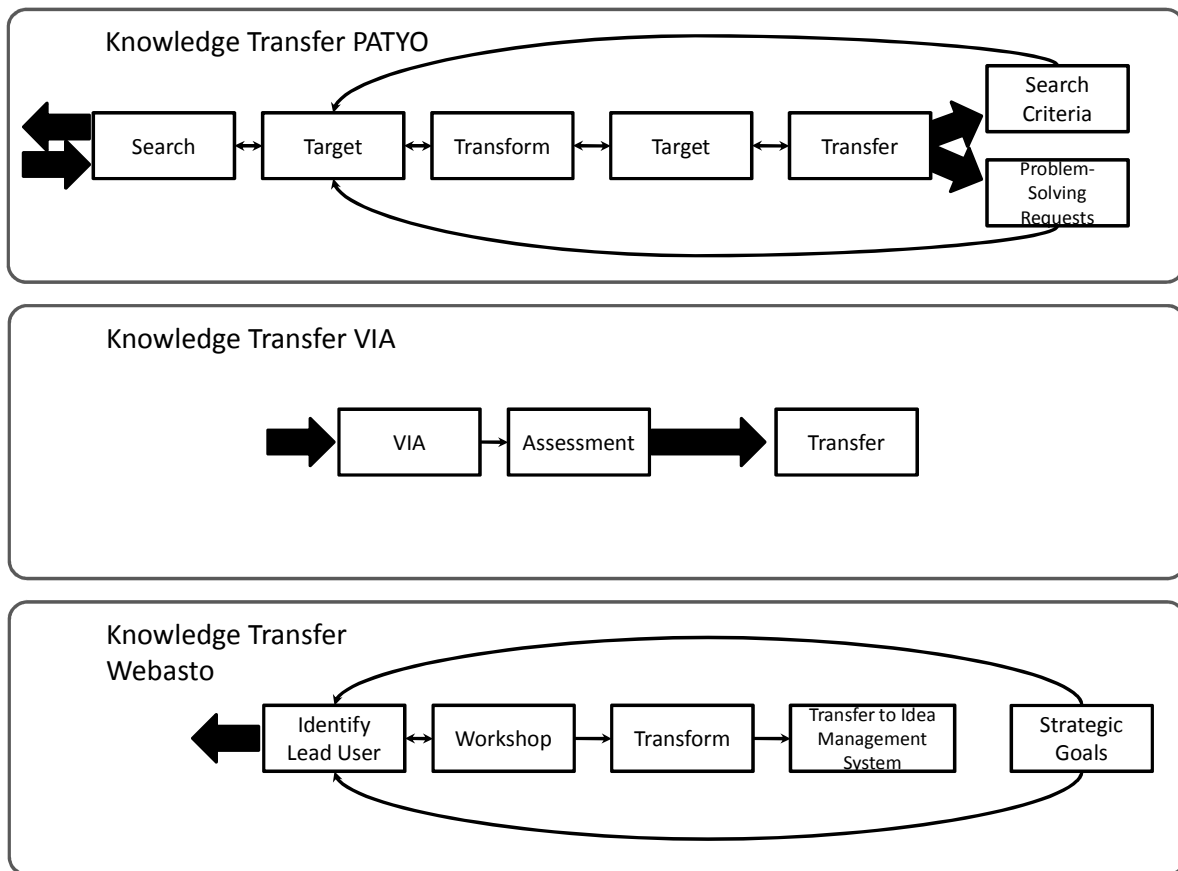 Knowledge Transfer PATYO
Search
Criteria
Search
Target
Transform
Target
Transfer
Problem-
Solving
Requests
Knowledge Transfer VIA
VIA
Assessment
Transfer
Knowledge Transfer
Webasto
Identify
Lead User
Workshop
Transform
Transfer to Idea
Management
System
Strategic
Goals